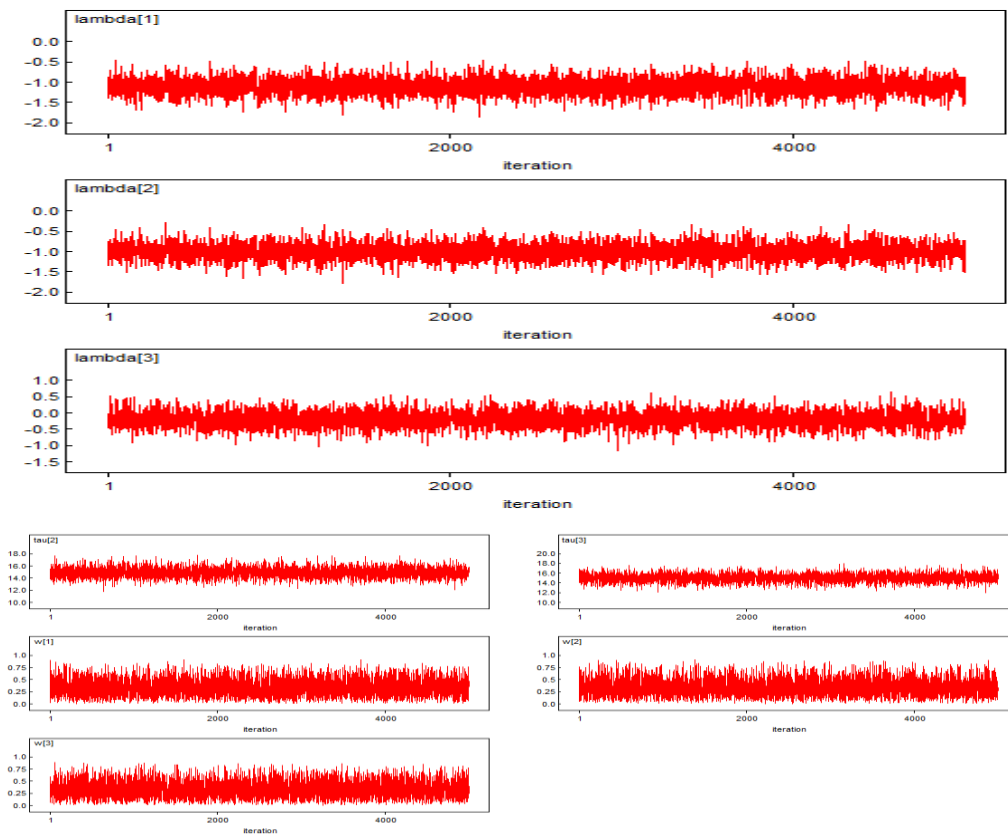 lambda[1]
0.0
-0.5
-1.0
-1.5
-2.0
1 2000 4000
iteration
lambda[2]
0.0
-0.5
-1.0
-1.5
-2.0
1 2000 4000
iteration
lambda[3]
1.0
0.5
0.0
-0.5
-1.0
-1.5
1 2000 4000
iteration
tau[2]
18.0
16.0
14.0
12.0
10.0
1 2000 4000
iteration
tau[3]
20.0
18.0
16.0
14.0
12.0
10.0
1 2000 4000
iteration
w[1]
1.0
0.75
0.5
0.25
0.0
1 2000 4000
iteration
w[2]
1.0
0.75
0.5
0.25
0.0
1 2000 4000
iteration
w[3]
1.0
0.75
0.5
0.25
0.0
1 2000 4000
iteration